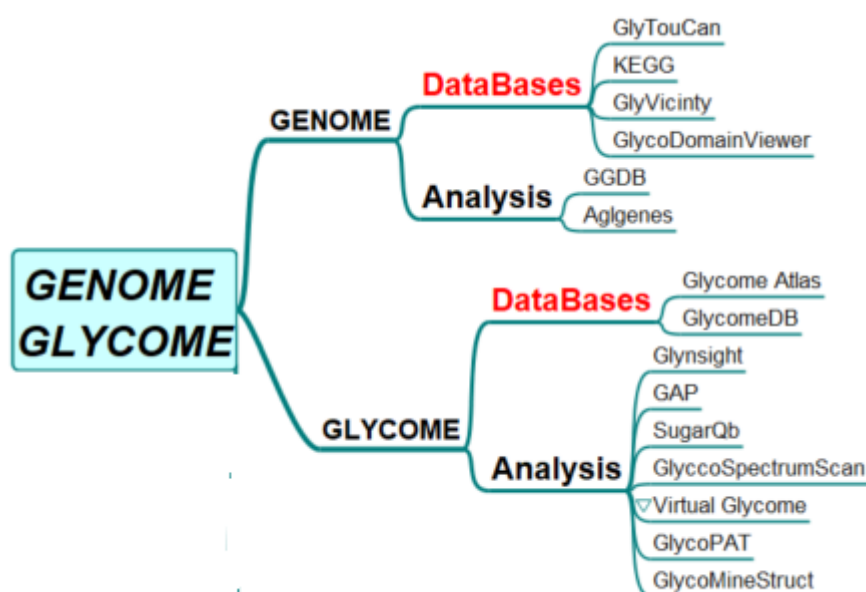 GENOME
GLYCOME
GENOME
DataBases
GlyTouCan
KEGG
GlyVicinty
GlycoDomainViewer
Analysis
GGDB
Aglgenes
GLYCOME
DataBases
Glycome Atlas
GlycomeDB
Analysis
Glynsight
GAP
SugarQb
GlyccoSpectrumScan
Virtual Glycome
GlycoPAT
GlycoMineStruct